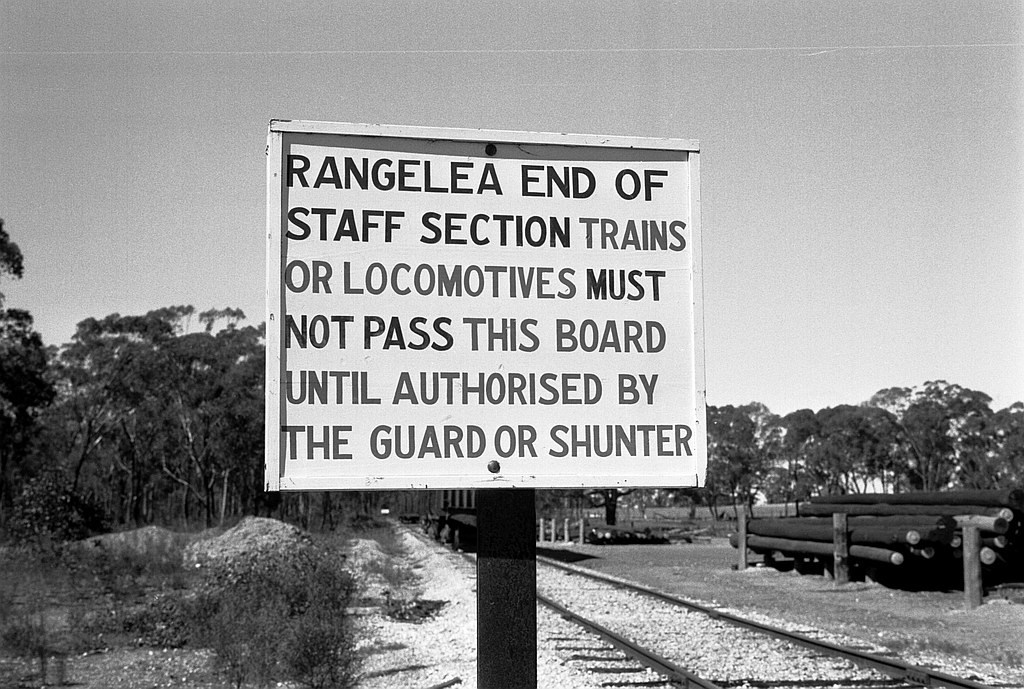 RANGELEA END OF
STAFF SECTION TRAINS
OR LOCOMOTIVES MUST
NOT PASS THIS BOARD
UNTIL AUTHORISED BY
THE GUARD OR SHUNTER